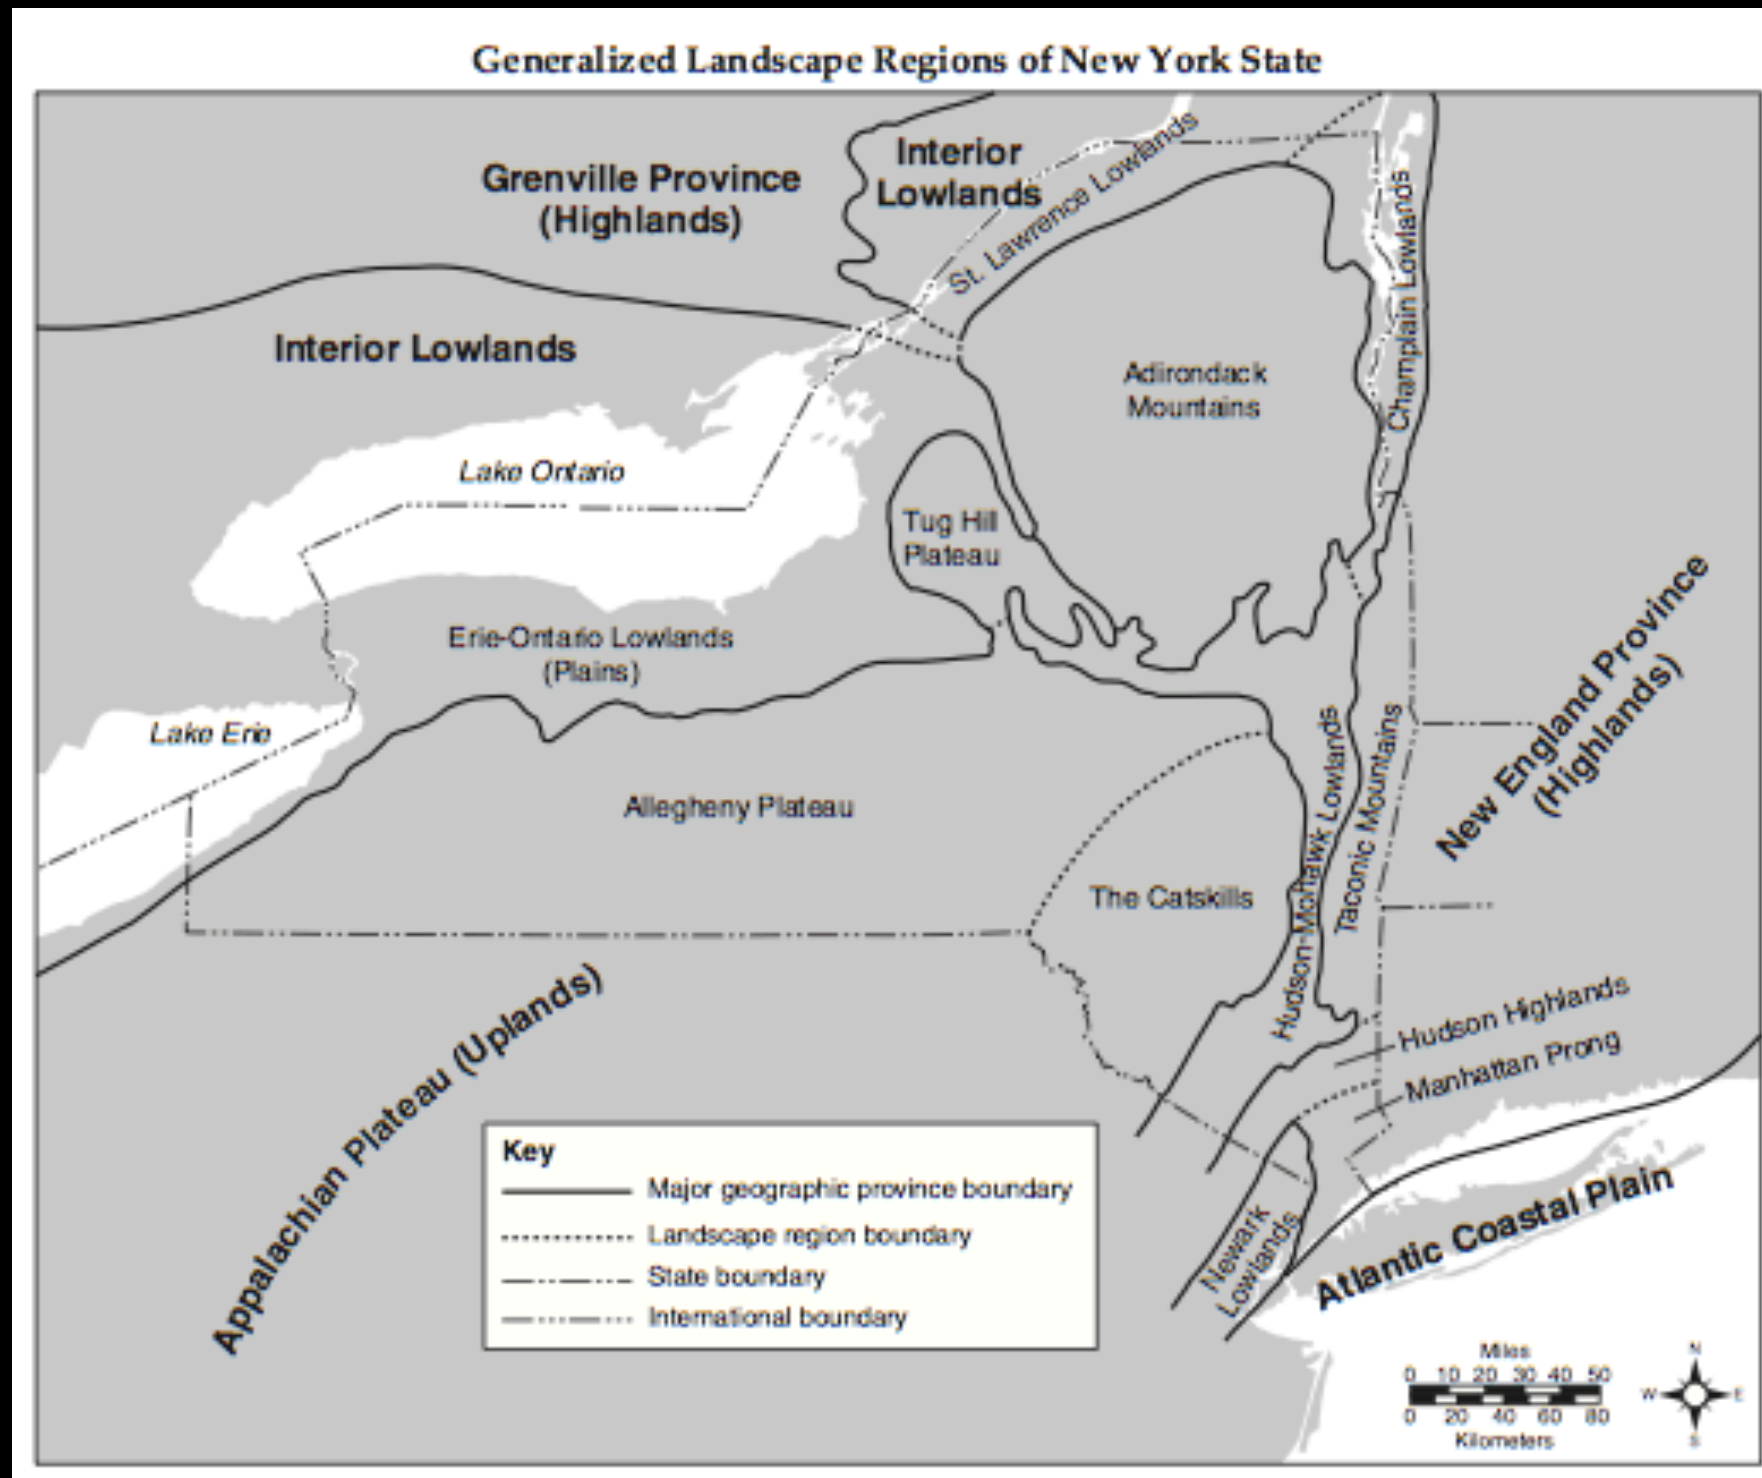 Generalized Landscape Regions of New York State
Grenville Province
(Highlands)
Interior
Lowlands
St. Lawrence Lowlands
Champlain Lowlands
Interior Lowlands
Adirondack
Mountains
Lake Ontario
Tug Hill
Plateau
Erie-Ontario Lowlands
(Plains)
Lake Erie
Allegheny Plateau
The Catskills
Hudson-Mohawk Lowlands
Taconic Mountains
New England Province
(Highlands)
Hudson Highlands
Manhattan Prong
Appalachian Plateau (Uplands)
Newark
Lowlands
Atlantic Coastal Plain
Key
Major geographic province boundary
Landscape region boundary
State boundary
International boundary
Miles
0 10 20 30 40 50
0 20 40 60 80
Kilometers
N
W E
S